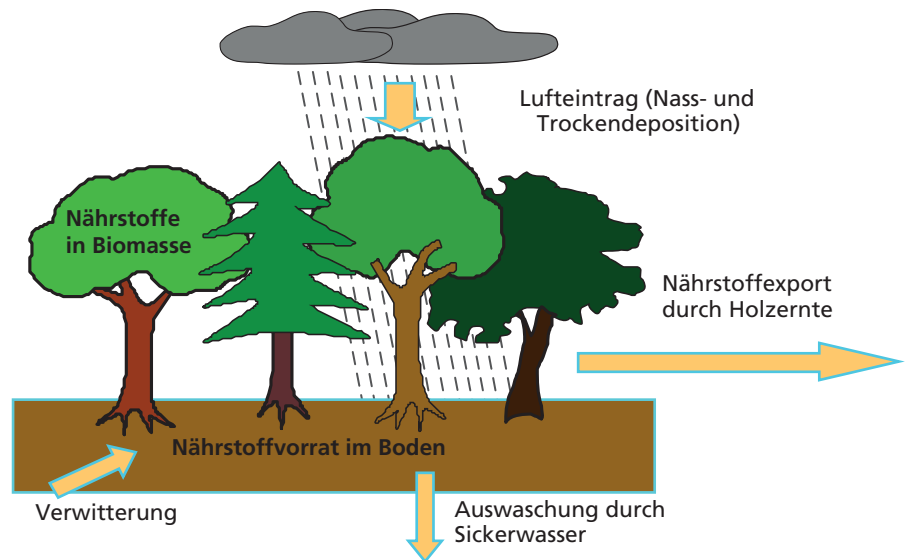 Lufteintrag (Nass- und
Trockendeposition)
Nährstoffe
in Biomasse
Nährstoffexport
durch Holzernte
Nährstoffvorrat im Boden
Verwitterung
Auswaschung durch
Sickerwasser